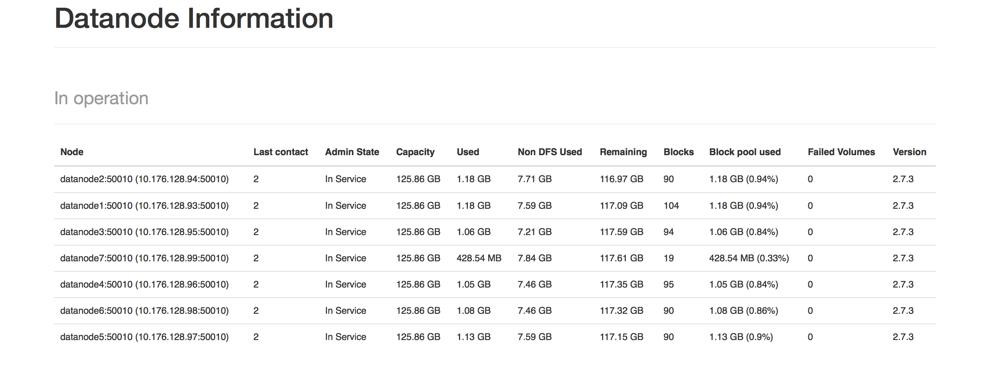 Datanode Information
In operation
Node Last contact Admin State Capacity Used Non DFS Used Remaining Blocks Block pool used Failed Volumes Version
datanode2:50010 (10.176.128.94:50010) 2 In Service 125.86 GB 1.18 GB 7.71 GB 116.97 GB 90 1.18 GB (0.94%) 0 2.7.3
datanode1:50010 (10.176.128.93:50010) 2 In Service 125.86 GB 1.18 GB 7.59 GB 117.09 GB 104 1.18 GB (0.94%) 0 2.7.3
datanode3:50010 (10.176.128.95:50010) 2 In Service 125.86 GB 1.06 GB 7.21 GB 117.59 GB 94 1.06 GB (0.84%) 0 2.7.3
datanode7:50010 (10.176.128.99:50010) 2 In Service 125.86 GB 428.54 MB 7.84 GB 117.61 GB 19 428.54 MB (0.33%) 0 2.7.3
datanode4:50010 (10.176.128.96:50010) 2 In Service 125.86 GB 1.05 GB 7.46 GB 117.35 GB 95 1.05 GB (0.84%) 0 2.7.3
datanode6:50010 (10.176.128.98:50010) 2 In Service 125.86 GB 1.08 GB 7.46 GB 117.32 GB 90 1.08 GB (0.86%) 0 2.7.3
datanode5:50010 (10.176.128.97:50010) 2 In Service 125.86 GB 1.13 GB 7.59 GB 117.15 GB 90 1.13 GB (0.9%) 0 2.7.3